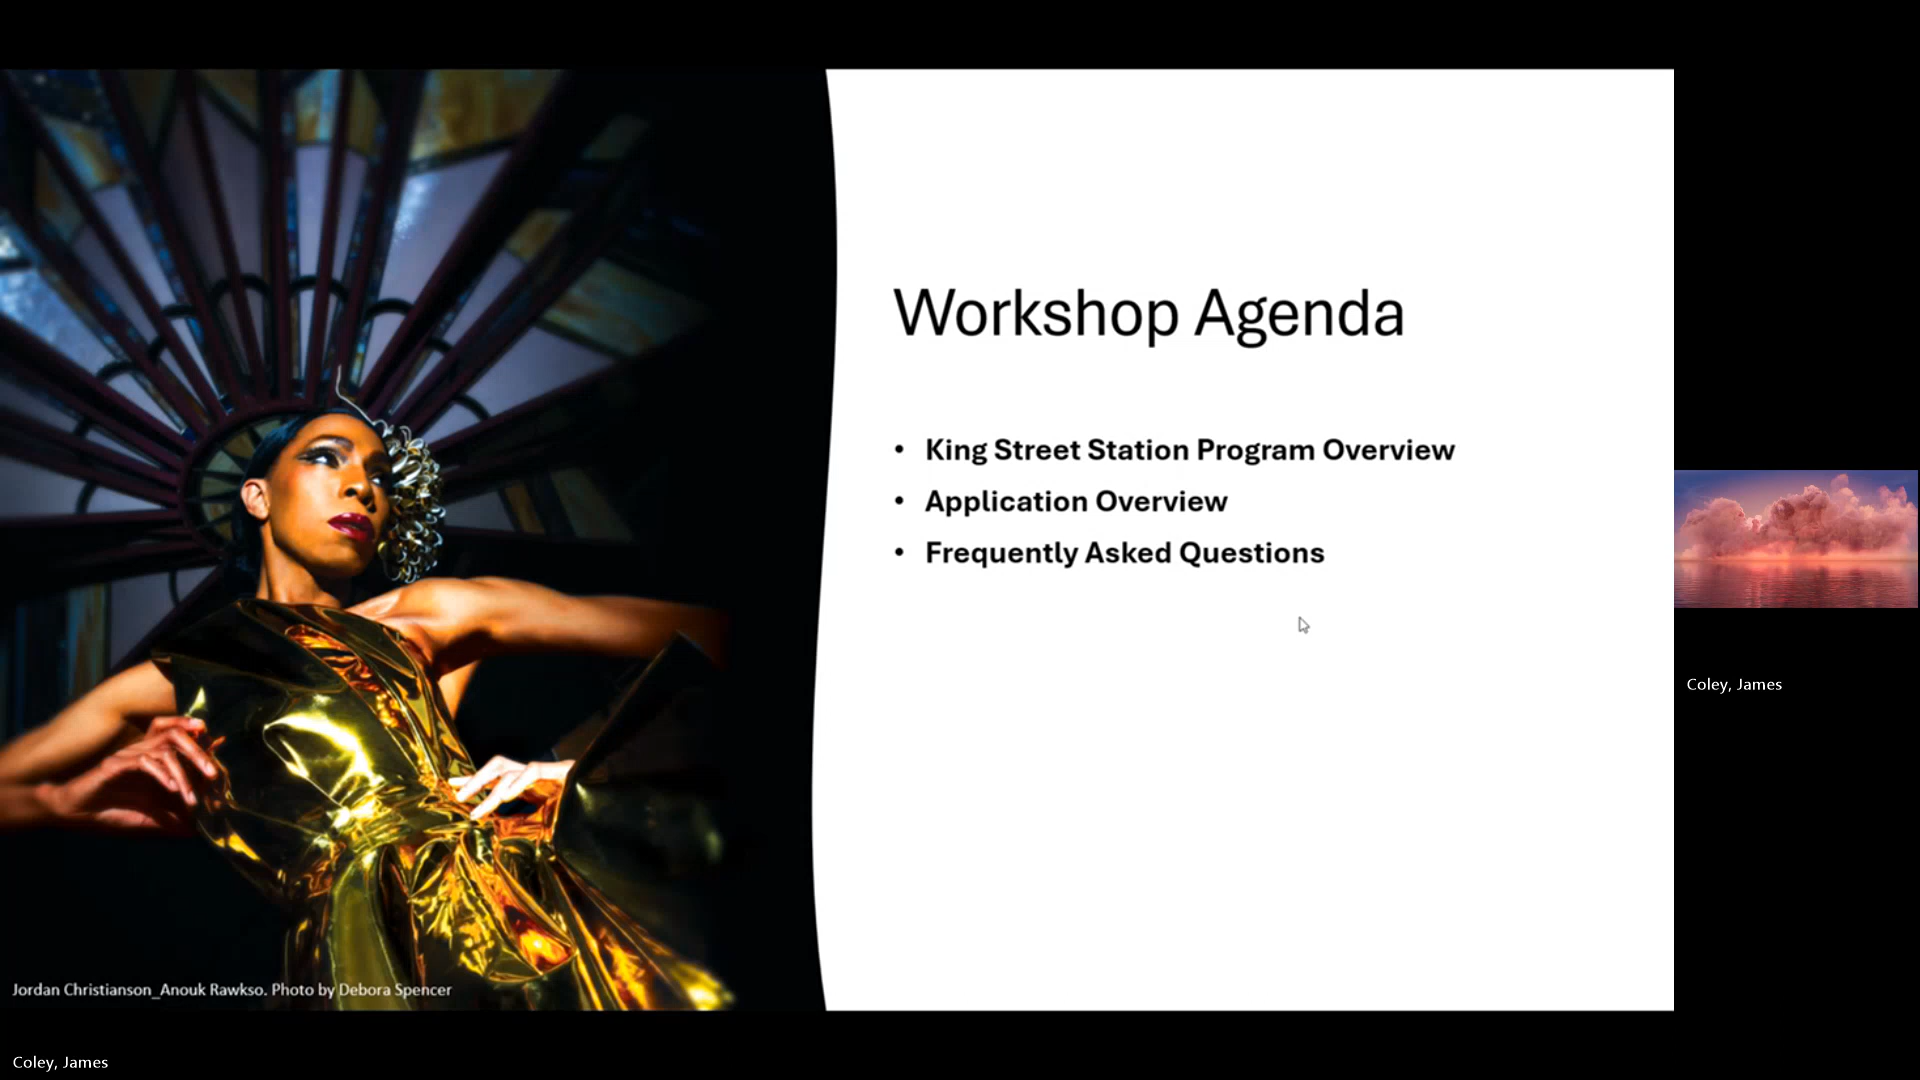 Workshop Agenda
• King Street Station Program Overview
• Application Overview
• Frequently Asked Questions
Coley, James
Jordan Christianson_Anouk Rawkso. Photo by Debora Spencer
Coley, James